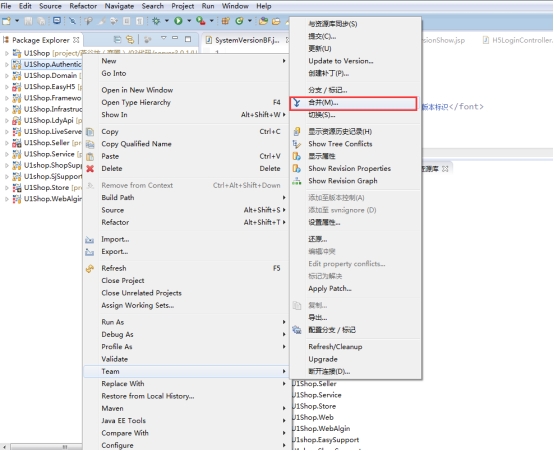 File Edit Source Refactor Navigate Search Project Run Window Help
Package Explorer
SystemVersionBF.j
ionShow.jsp
H5LoginController.
U1Shop
U1Shop.Authentic
U1Shop.Domain
U1Shop.EasyH5
U1Shop.Framewo
U1Shop.Infrastruc
U1Shop.LdyApi
U1Shop.LiveServe
U1Shop.Seller
U1Shop.Service
U1Shop.ShopSupp
U1Shop.SjSupport
U1Shop.Store
U1Shop.WebAlgin
New
Go Into
Open in New Window
Open Type Hierarchy F4
Show In Alt+Shift+W
Copy Ctrl+C
Copy Qualified Name
Paste Ctrl+V
Delete Delete
Remove from Context Ctrl+Alt+Shift+Down
Build Path
Source Alt+Shift+S
Refactor Alt+Shift+T
Import...
Export...
Refresh F5
Close Project
Close Unrelated Projects
Assign Working Sets...
Run As
Debug As
Profile As
Validate
Team
Replace With
Restore from Local History...
Maven
Java EE Tools
Compare With
Configure
与资源库同步(S)
提交(C)...
更新(U)
Update to Version...
创建补丁(P)...
分支 / 标记...
合并(M)...
切换(S)...
显示资源历史记录(H)
Show Tree Conflicts
显示属性
Show Revision Properties
Show Revision Graph
添加至版本控制(A)
添加至 svnignore (D)
设置属性...
还原...
编辑冲突
Edit property conflicts...
标记为解决
Apply Patch...
复制...
导出...
配置分支 / 标记
Refresh/Cleanup
Upgrade
断开连接(D)...
版本标识</font>
源库
U1Shop.Seller
U1Shop.Service
U1Shop.Store
U1Shop.Web
U1Shop.WebAlgin
U1shop.EasySupport